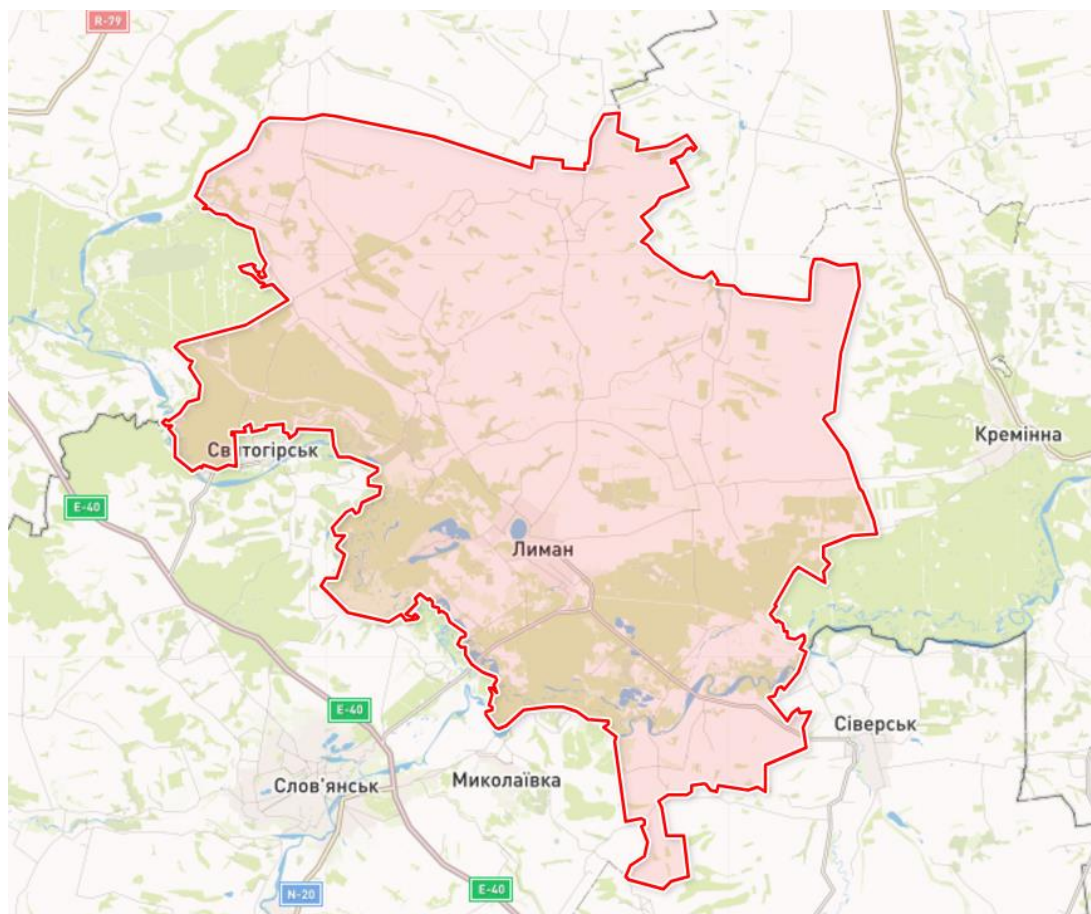 R-79
Кремінна
Святогірськ
E-40
Лиман
E-40
Сіверськ
Миколаївка
Слов'янськ
N-20
E-40